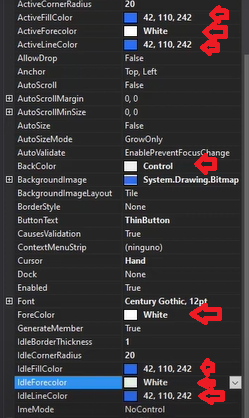 ActiveCornerRadius 20
ActiveFillColor 42, 110, 242
ActiveForecolor White
ActiveLineColor 42, 110, 242
AllowDrop False
Anchor Top, Left
AutoScroll False
AutoScrollMargin 0, 0
AutoScrollMinSize 0, 0
AutoSize False
AutoSizeMode GrowOnly
AutoValidate EnablePreventFocusChange
BackColor Control
BackgroundImage System.Drawing.Bitmap
BackgroundImageLayout Tile
BorderStyle None
ButtonText ThinButton
CausesValidation True
ContextMenuStrip (ninguno)
Cursor Hand
Dock None
Enabled True
Font Century Gothic, 12pt
ForeColor White
GenerateMember True
IdleBorderThickness 1
IdleCornerRadius 20
IdleFillColor 42, 110, 242
IdleForecolor White
IdleLineColor 42, 110, 242
ImeMode NoControl